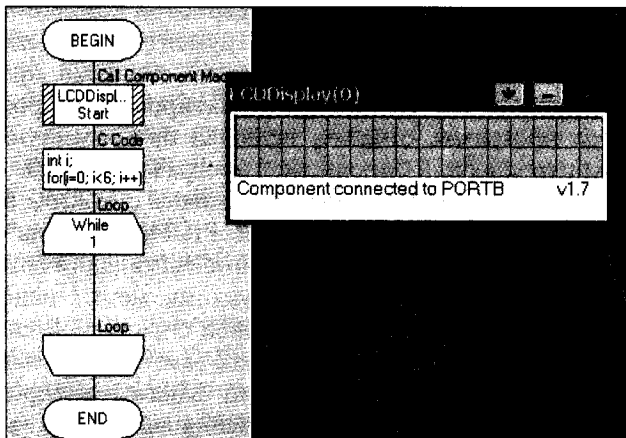 BEGIN
Call Component Mac
LCDDispl..
Start
C Code
int i;
for(i=0; i<6; i++)
Loop
While
1
Loop
END
LCDDisplay(0)
Component connected to PORTB v1.7